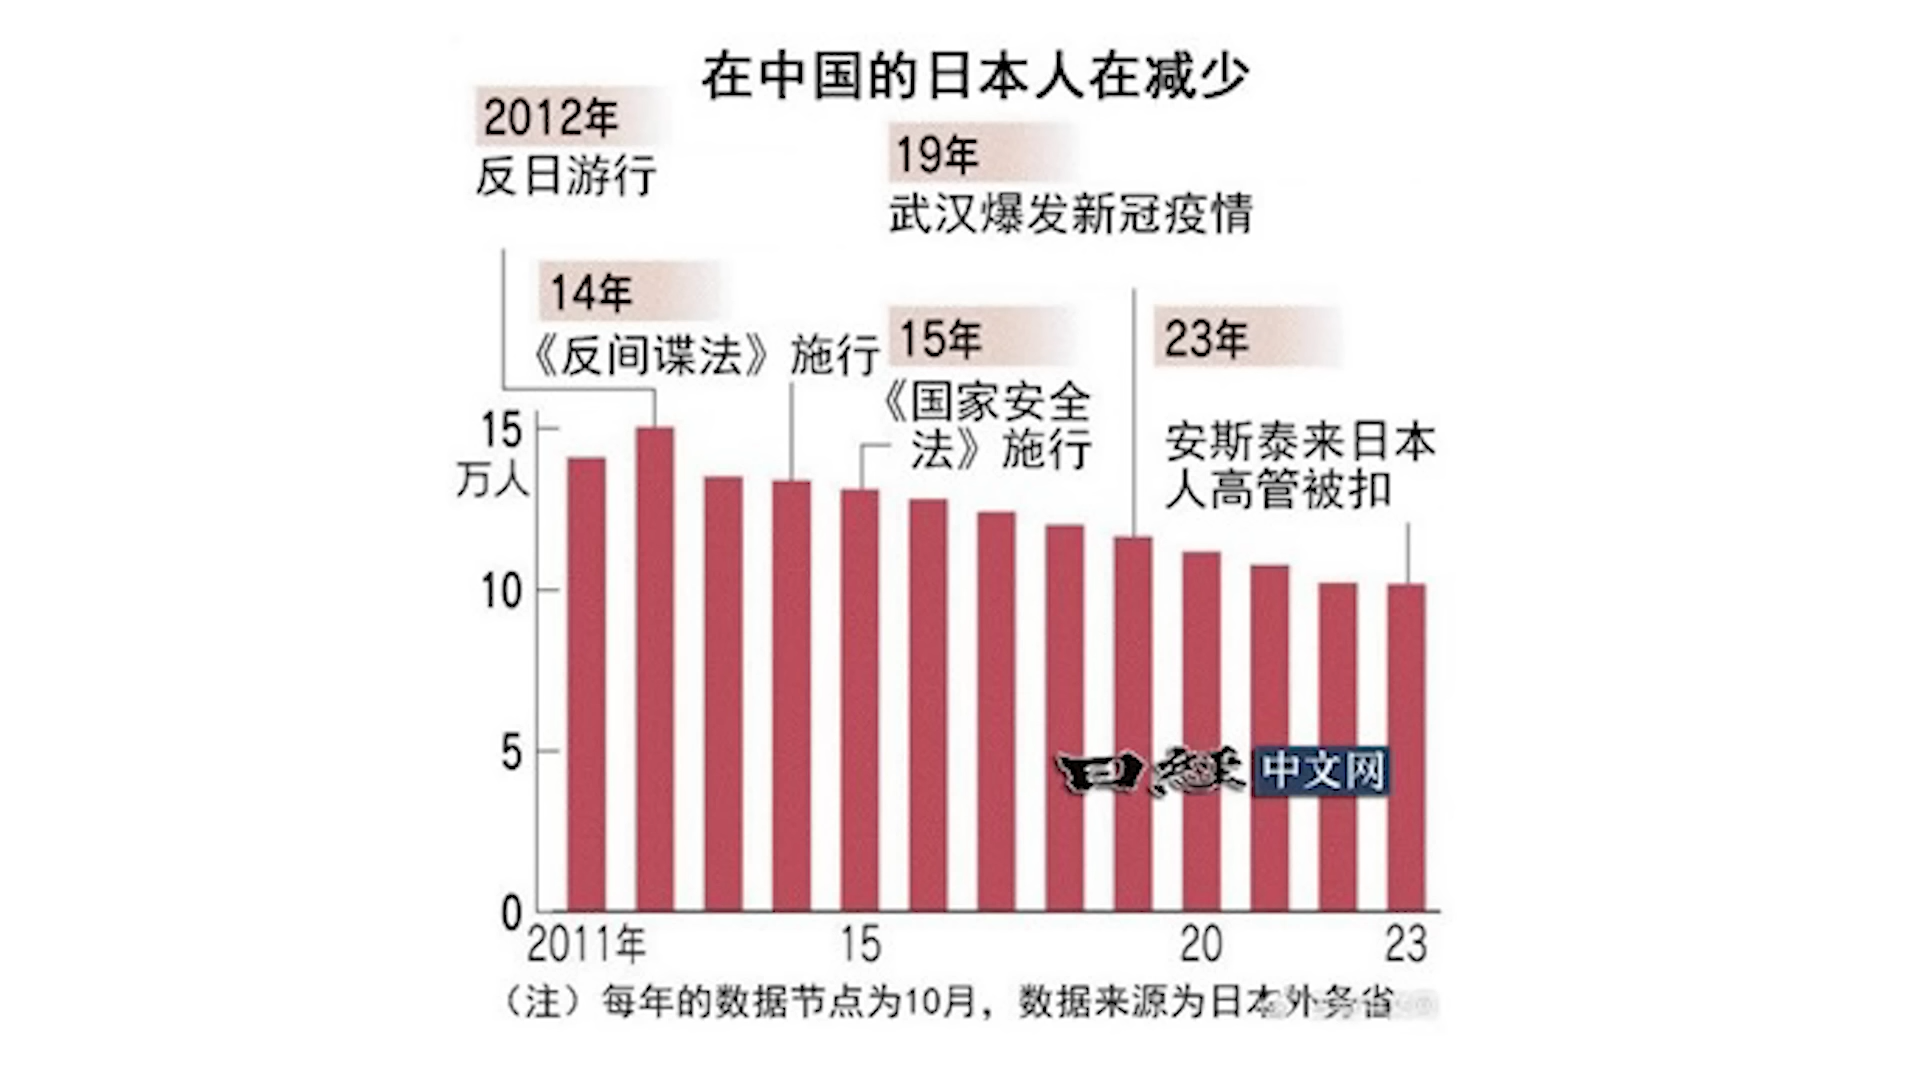 在中国的日本人在减少
2012年
反日游行
19年
武汉爆发新冠疫情
14年
《反间谍法》施行
15年
《国家安全
法》施行
23年
安斯泰来日本
人高管被扣
15
万人
10
5
0
日経 中文网
2011年 15 20 23
（注）每年的数据节点为10月，数据来源为日本外务省